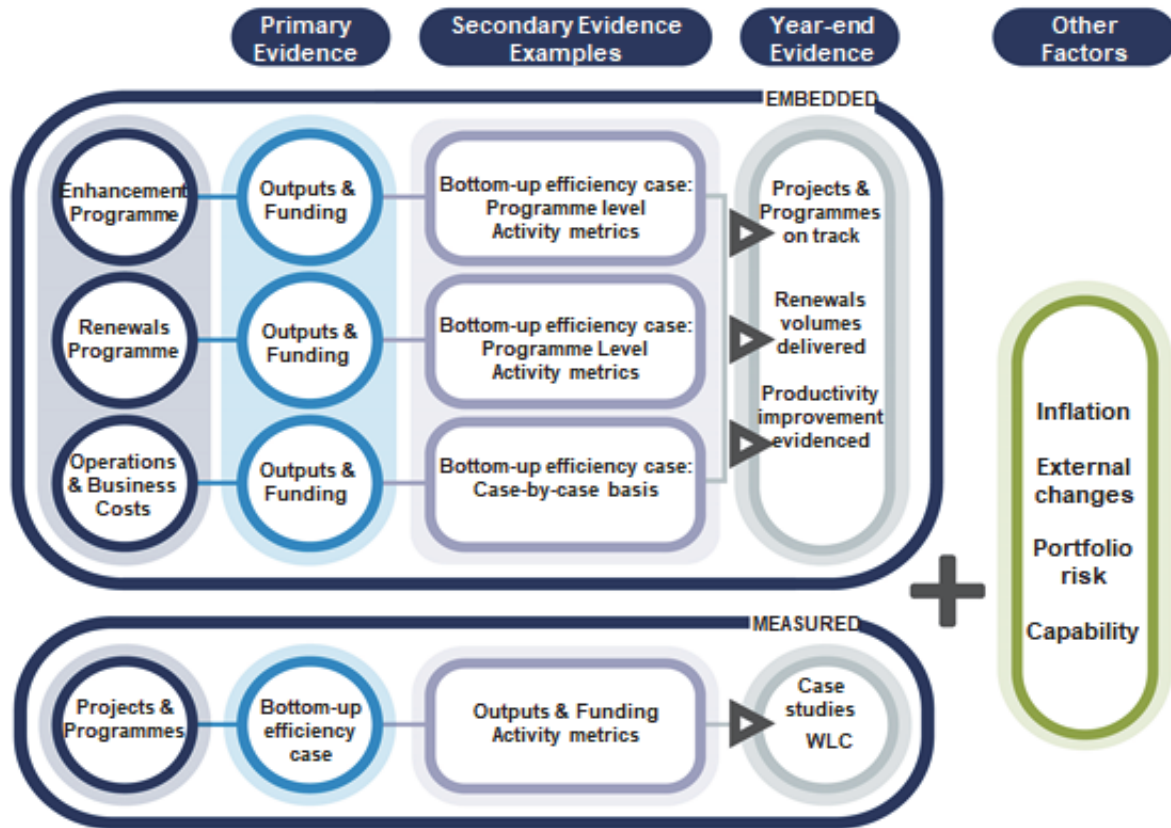 Primary
Evidence
Secondary Evidence
Examples
Year-end
Evidence
Other
Factors
EMBEDDED
Enhancement
Programme
Outputs &
Funding
Bottom-up efficiency case:
Programme level
Activity metrics
Projects &
Programmes
on track
Renewals
Programme
Outputs &
Funding
Bottom-up efficiency case:
Programme Level
Activity metrics
Renewals
volumes
delivered
Operations
& Business
Costs
Outputs &
Funding
Bottom-up efficiency case:
Case-by-case basis
Productivity
improvement
evidenced
MEASURED
Projects &
Programmes
Bottom-up
efficiency
case
Outputs & Funding
Activity metrics
Case
studies
WLC
Inflation
External
changes
Portfolio
risk
Capability